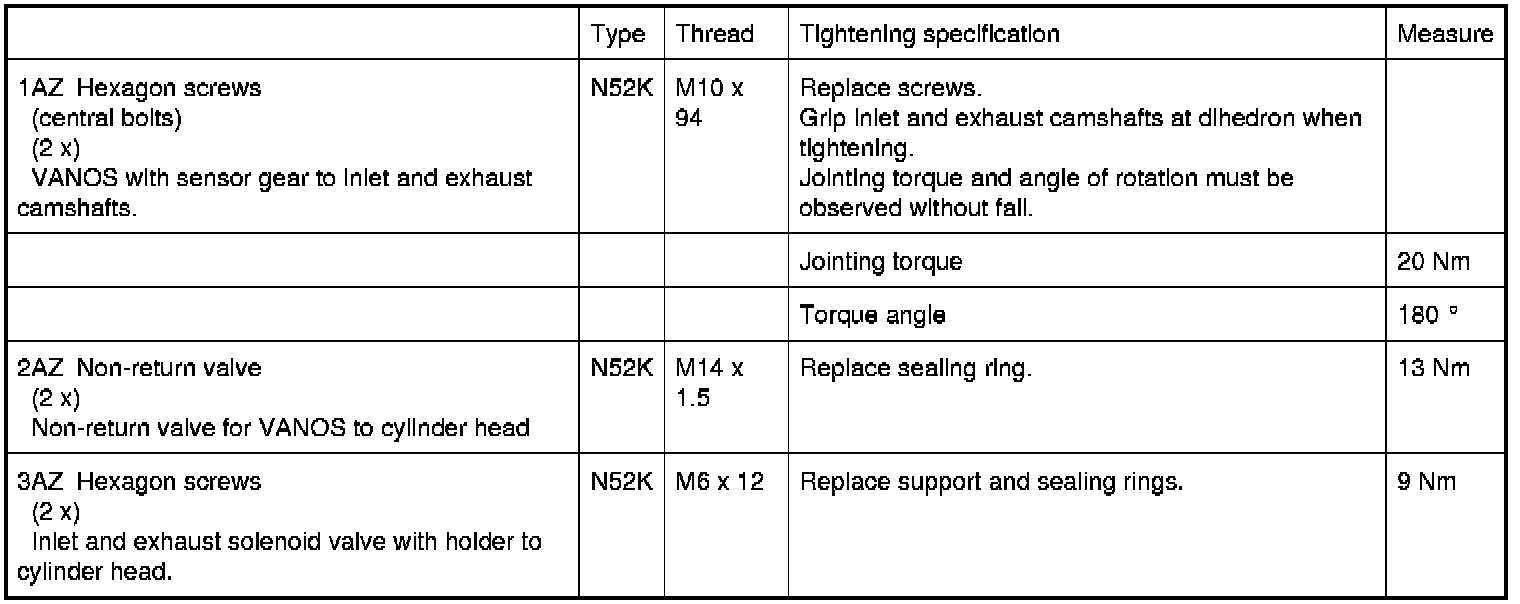 Type Thread Tightening specification Measure
1AZ Hexagon screws N52K M10 x Replace screws.
(central bolts) 94 Grip inlet and exhaust camshafts at dihedron when
(2 x) tightening.
VANOS with sensor gear to inlet and exhaust Jointing torque and angle of rotation must be
camshafts. observed without fail.
Jointing torque 20 Nm
Torque angle 180 °
2AZ Non-return valve N52K M14 x Replace sealing ring. 13 Nm
(2 x) 1.5
Non-return valve for VANOS to cylinder head
3AZ Hexagon screws N52K M6 x 12 Replace support and sealing rings. 9 Nm
(2 x)
Inlet and exhaust solenoid valve with holder to
cylinder head.